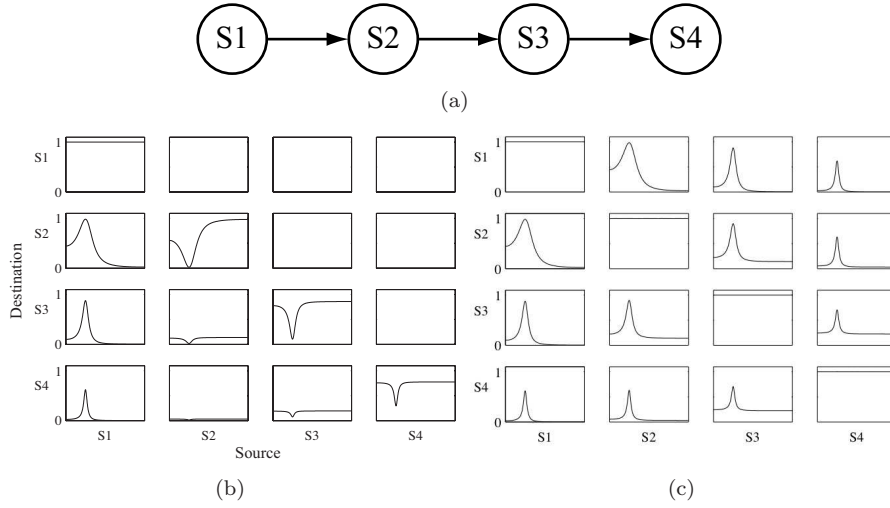 S1 S2 S3 S4
(a)
S1 1 0
S2 1 0
S3 1 0
S4 1 0
Destination
S1 S2 S3 S4
Source
(b)
S1 1 0
S2 1 0
S3 1 0
S4 1 0
S1 S2 S3 S4
(c)